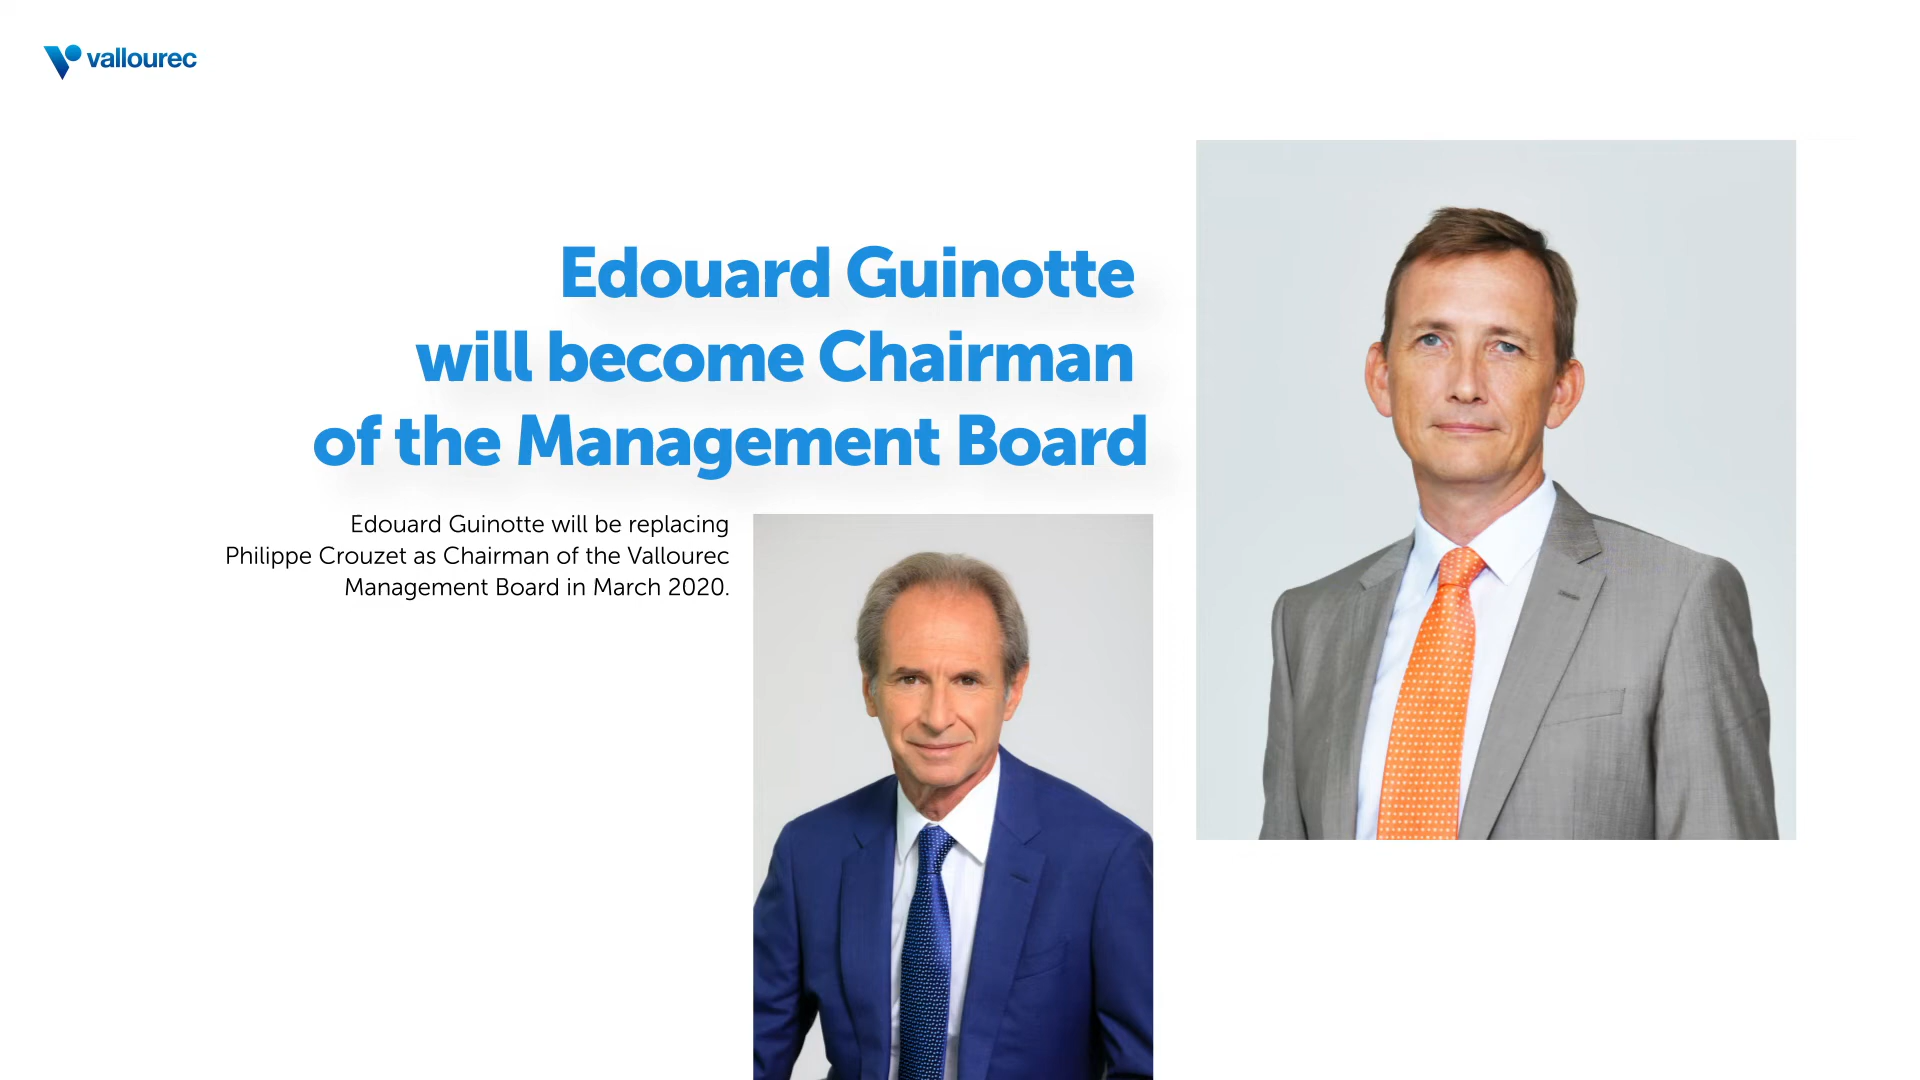 vallourec
Edouard Guinotte
will become Chairman
of the Management Board
Edouard Guinotte will be replacing
Philippe Crouzet as Chairman of the Vallourec
Management Board in March 2020.